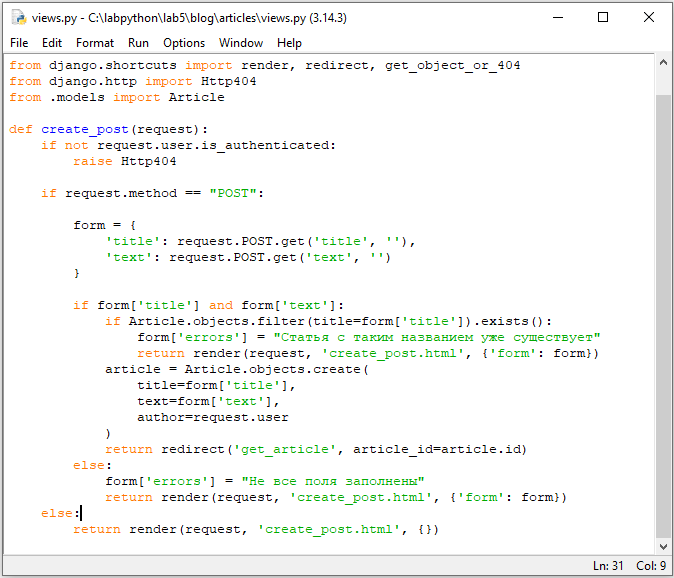 views.py - C:\labpython\lab5\blog\articles\views.py (3.14.3)
File Edit Format Run Options Window Help
from django.shortcuts import render, redirect, get_object_or_404
from django.http import Http404
from .models import Article
def create_post(request):
    if not request.user.is_authenticated:
        raise Http404
    if request.method == "POST":
        form = {
            'title': request.POST.get('title', ''),
            'text': request.POST.get('text', '')
        }
        if form['title'] and form['text']:
            if Article.objects.filter(title=form['title']).exists():
                form['errors'] = "Статья с таким названием уже существует"
                return render(request, 'create_post.html', {'form': form})
            article = Article.objects.create(
                title=form['title'],
                text=form['text'],
                author=request.user
            )
            return redirect('get_article', article_id=article.id)
        else:
            form['errors'] = "Не все поля заполнены"
            return render(request, 'create_post.html', {'form': form})
    else:
        return render(request, 'create_post.html', {})
Ln: 31 Col: 9